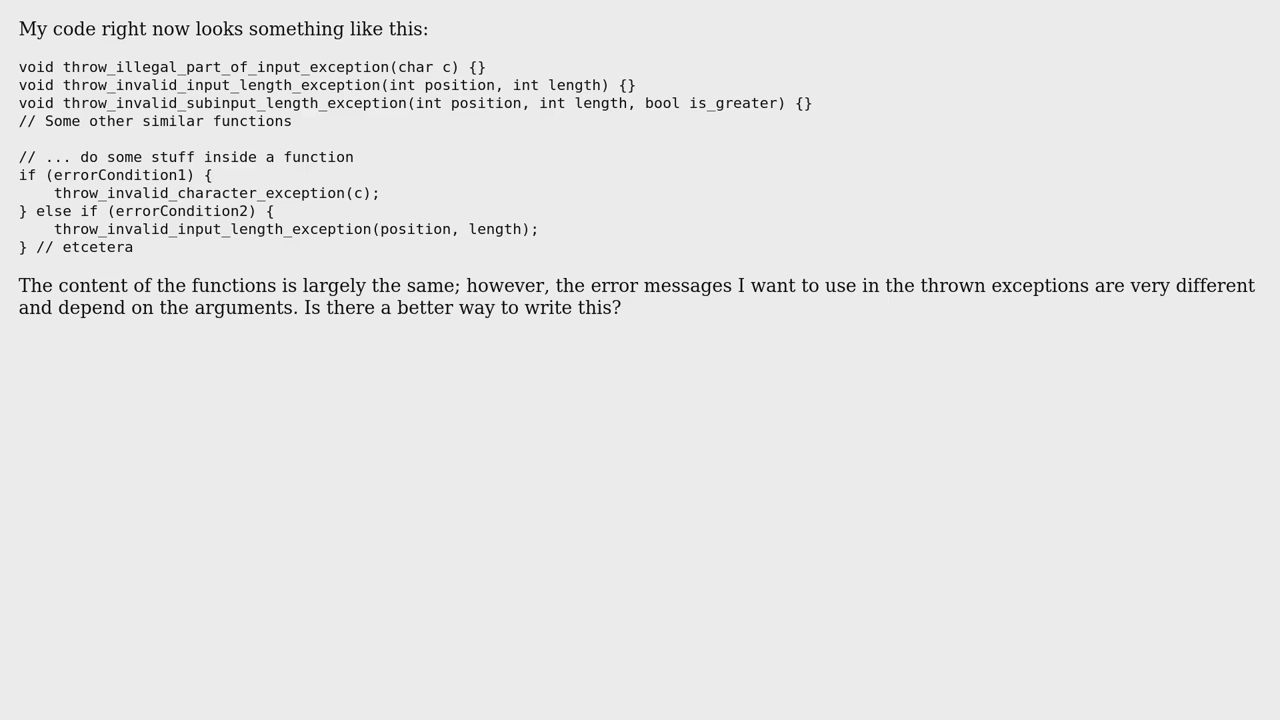 My code right now looks something like this:
void throw_illegal_part_of_input_exception(char c) {}
void throw_invalid_input_length_exception(int position, int length) {}
void throw_invalid_subinput_length_exception(int position, int length, bool is_greater) {}
// Some other similar functions
// ... do some stuff inside a function
if (errorCondition1) {
    throw_invalid_character_exception(c);
} else if (errorCondition2) {
    throw_invalid_input_length_exception(position, length);
} // etcetera
The content of the functions is largely the same; however, the error messages I want to use in the thrown exceptions are very different
and depend on the arguments. Is there a better way to write this?